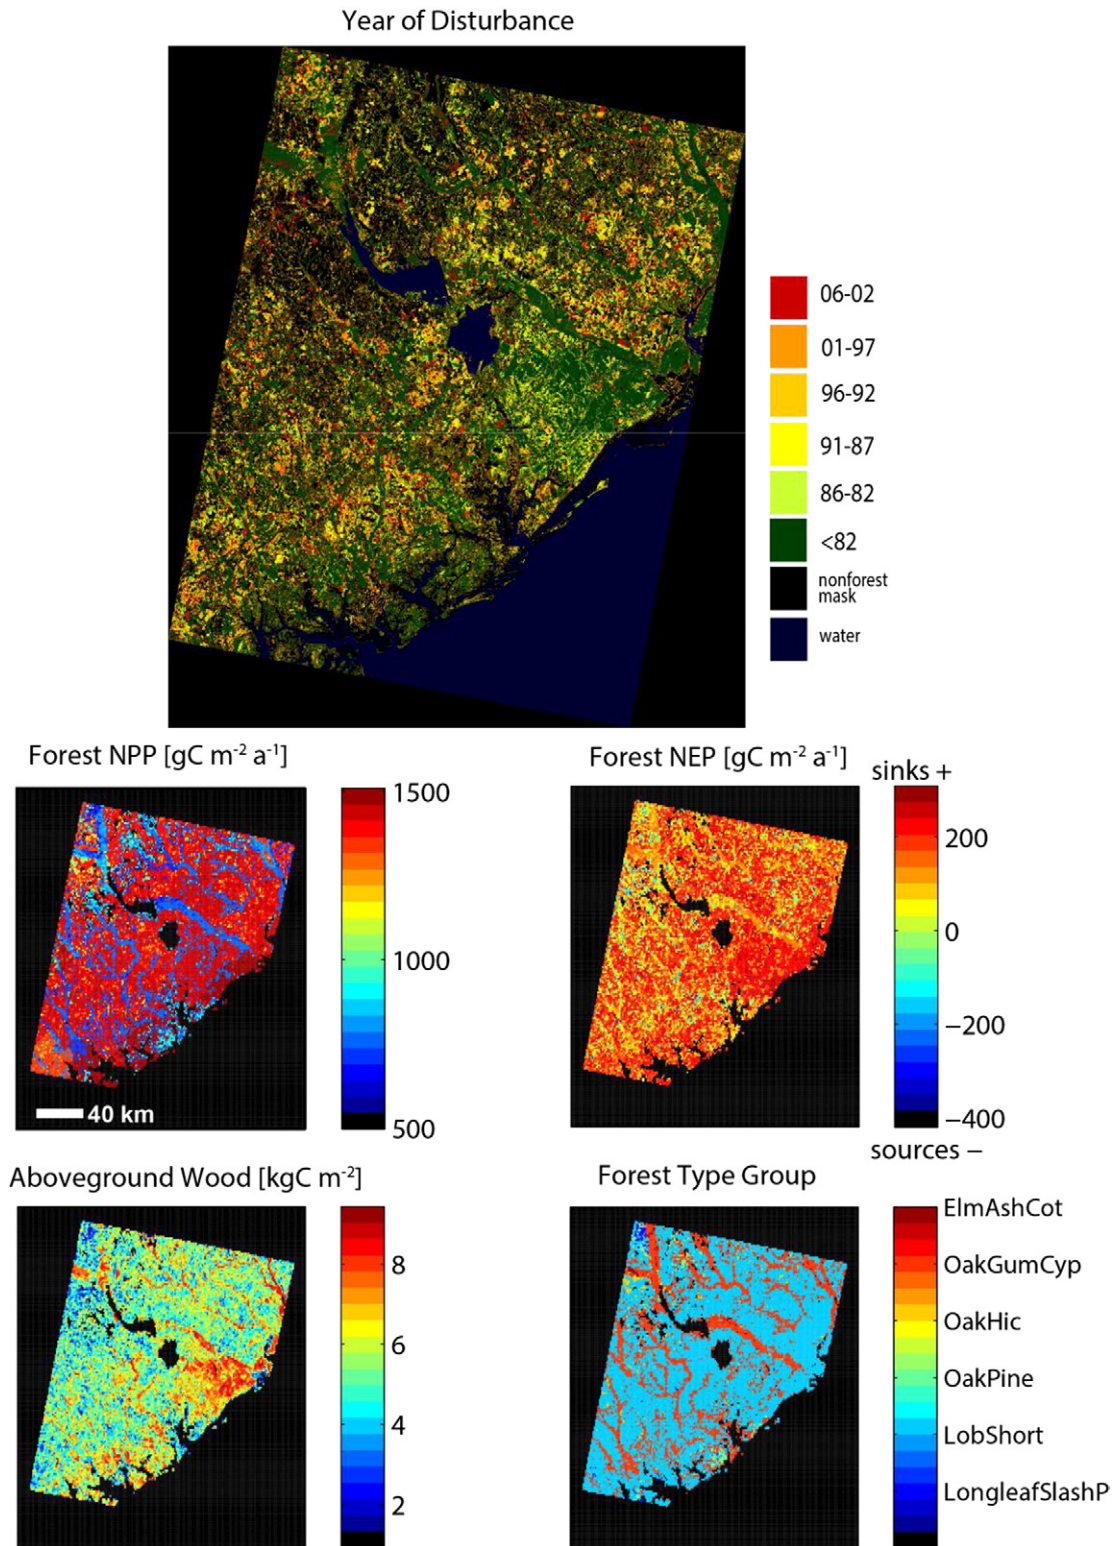 Year of Disturbance
06-02
01-97
96-92
91-87
86-82
<82
nonforest
mask
water
Forest NPP [gC m⁻² a⁻¹]
1500
1000
500
40 km
Forest NEP [gC m⁻² a⁻¹]
sinks +
200
0
−200
−400
sources −
Aboveground Wood [kgC m⁻²]
8
6
4
2
Forest Type Group
ElmAshCot
OakGumCyp
OakHic
OakPine
LobShort
LongleafSlashP